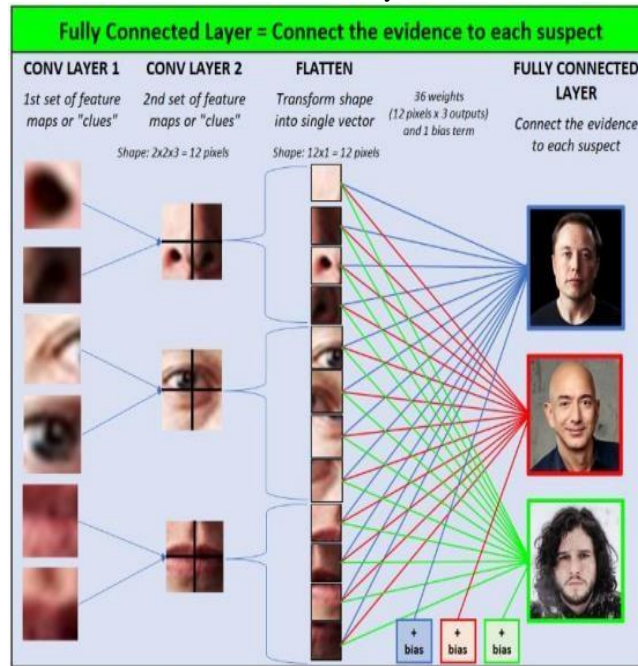 Fully Connected Layer = Connect the evidence to each suspect
CONV LAYER 1
1st set of feature
maps or "clues"
CONV LAYER 2
2nd set of feature
maps or "clues"
Shape: 2x2x3 = 12 pixels
FLATTEN
Transform shape
into single vector
Shape: 12x1 = 12 pixels
36 weights
(12 pixels x 3 outputs)
and 1 bias term
FULLY CONNECTED
LAYER
Connect the evidence
to each suspect
+
bias
+
bias
+
bias